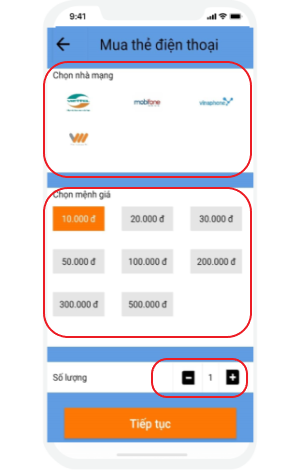 9:41
Mua thẻ điện thoại
Chọn nhà mạng
VIETTEL mobifone vinaphone
Chọn mệnh giá
10.000 đ 20.000 đ 30.000 đ
50.000 đ 100.000 đ 200.000 đ
300.000 đ 500.000 đ
Số lượng 1
Tiếp tục